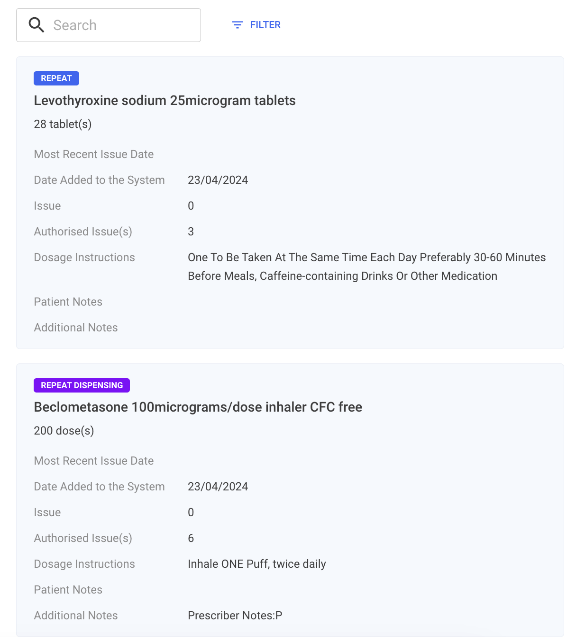 Search
FILTER
REPEAT
Levothyroxine sodium 25microgram tablets
28 tablet(s)
Most Recent Issue Date
Date Added to the System 23/04/2024
Issue 0
Authorised Issue(s) 3
Dosage Instructions One To Be Taken At The Same Time Each Day Preferably 30-60 Minutes
Before Meals, Caffeine-containing Drinks Or Other Medication
Patient Notes
Additional Notes
REPEAT DISPENSING
Beclometasone 100micrograms/dose inhaler CFC free
200 dose(s)
Most Recent Issue Date
Date Added to the System 23/04/2024
Issue 0
Authorised Issue(s) 6
Dosage Instructions Inhale ONE Puff, twice daily
Patient Notes
Additional Notes Prescriber Notes:P